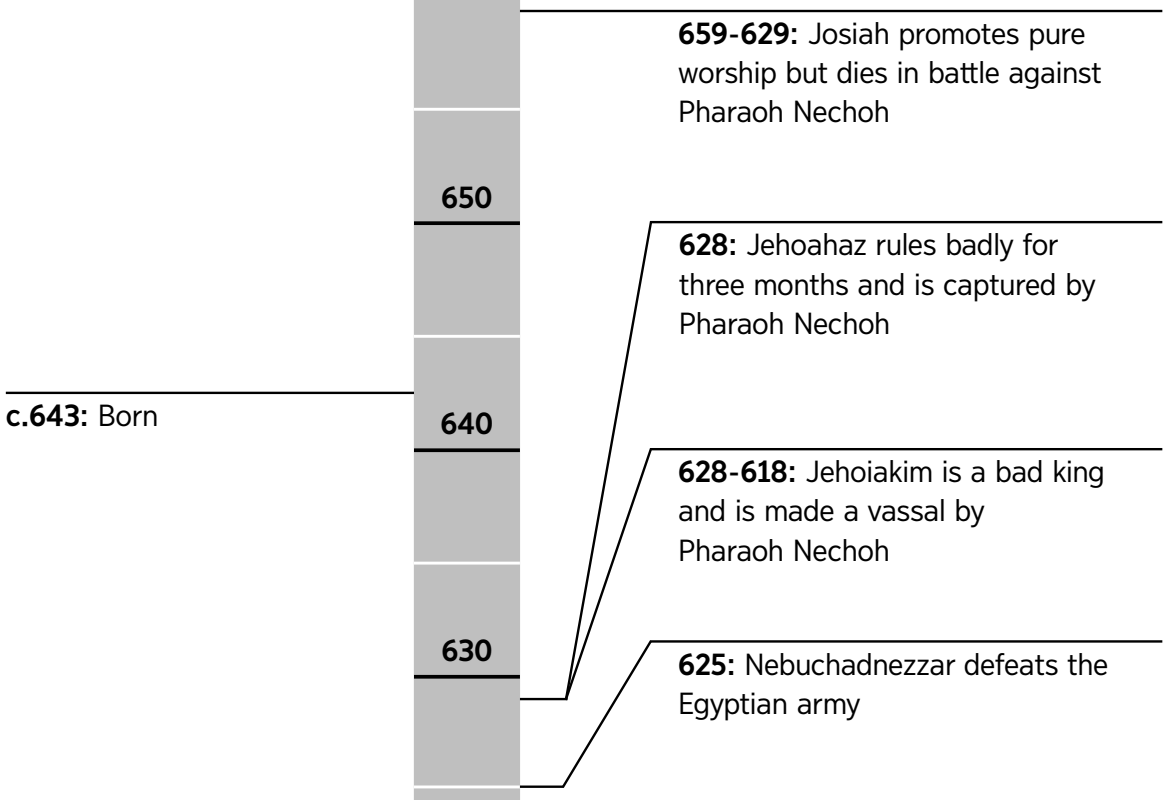 659-629: Josiah promotes pure
worship but dies in battle against
Pharaoh Nechoh
650
628: Jehoahaz rules badly for
three months and is captured by
Pharaoh Nechoh
c.643: Born
640
628-618: Jehoiakim is a bad king
and is made a vassal by
Pharaoh Nechoh
630
625: Nebuchadnezzar defeats the
Egyptian army